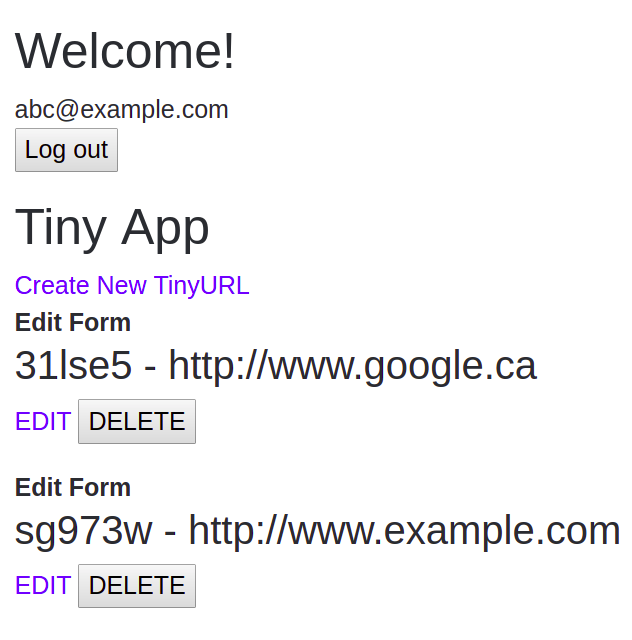 Welcome!
abc@example.com
Log out
Tiny App
Create New TinyURL
Edit Form
31lse5 - http://www.google.ca
EDIT DELETE
Edit Form
sg973w - http://www.example.com
EDIT DELETE